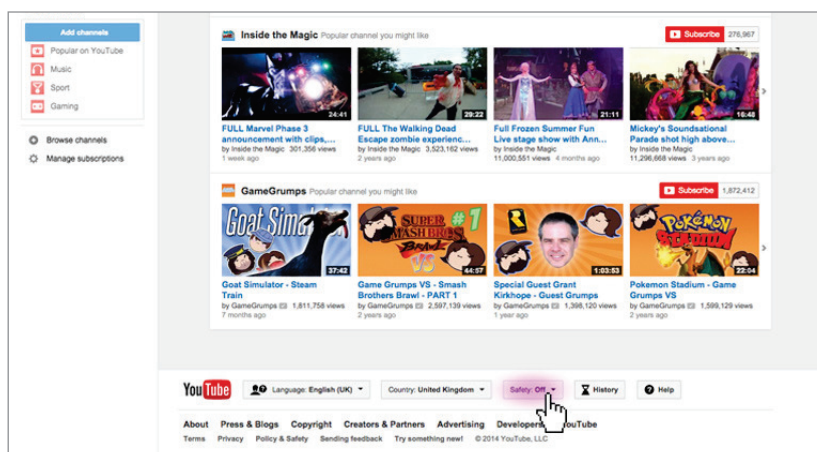 Add channels
Popular on YouTube
Music
Sport
Gaming
Browse channels
Manage subscriptions
Inside the Magic Popular channel you might like
Subscribe 276,967
24:41
29:22
21:11
16:48
FULL Marvel Phase 3
announcement with clips,...
by Inside the Magic 301,356 views
1 week ago
FULL The Walking Dead
Escape zombie experienc...
by Inside the Magic 3,523,162 views
2 years ago
Full Frozen Summer Fun
Live stage show with Ann...
by Inside the Magic
11,000,551 views 4 months ago
Mickey's Soundsational
Parade shot high above...
by Inside the Magic
11,296,668 views 3 years ago
GameGrumps Popular channel you might like
Subscribe 1,872,412
Goat Simulator
37:42
SUPER #1
SMASH BROS
BRAWL
VS
44:57
1:03:53
POKéMON
STADIUM
22:04
Goat Simulator - Steam
Train
by GameGrumps 1,811,758 views
7 months ago
Game Grumps VS - Smash
Brothers Brawl - PART 1
by GameGrumps 2,597,139 views
2 years ago
Special Guest Grant
Kirkhope - Guest Grumps
by GameGrumps 1,398,120 views
1 year ago
Pokemon Stadium - Game
Grumps VS
by GameGrumps 1,599,129 views
2 years ago
YouTube Language: English (UK) Country: United Kingdom Safety: Off History Help
About Press & Blogs Copyright Creators & Partners Advertising Developers YouTube
Terms Privacy Policy & Safety Sending feedback Try something new! © 2014 YouTube, LLC